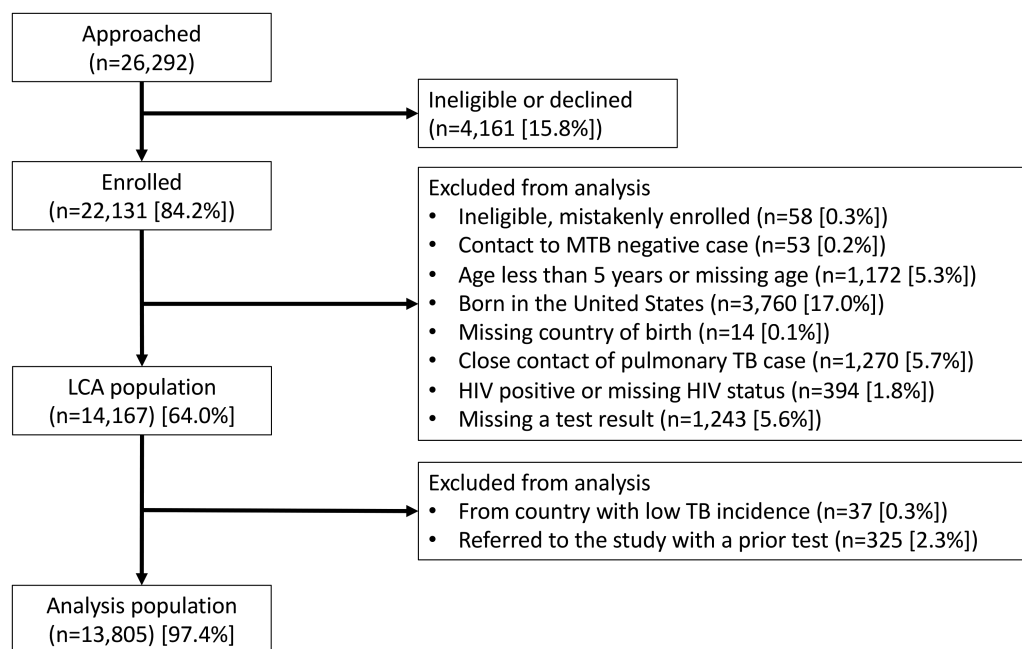 Approached
(n=26,292)
Ineligible or declined
(n=4,161 [15.8%])
Enrolled
(n=22,131 [84.2%])
Excluded from analysis
• Ineligible, mistakenly enrolled (n=58 [0.3%])
• Contact to MTB negative case (n=53 [0.2%])
• Age less than 5 years or missing age (n=1,172 [5.3%])
• Born in the United States (n=3,760 [17.0%])
• Missing country of birth (n=14 [0.1%])
• Close contact of pulmonary TB case (n=1,270 [5.7%])
• HIV positive or missing HIV status (n=394 [1.8%])
• Missing a test result (n=1,243 [5.6%])
LCA population
(n=14,167) [64.0%]
Excluded from analysis
• From country with low TB incidence (n=37 [0.3%])
• Referred to the study with a prior test (n=325 [2.3%])
Analysis population
(n=13,805) [97.4%]